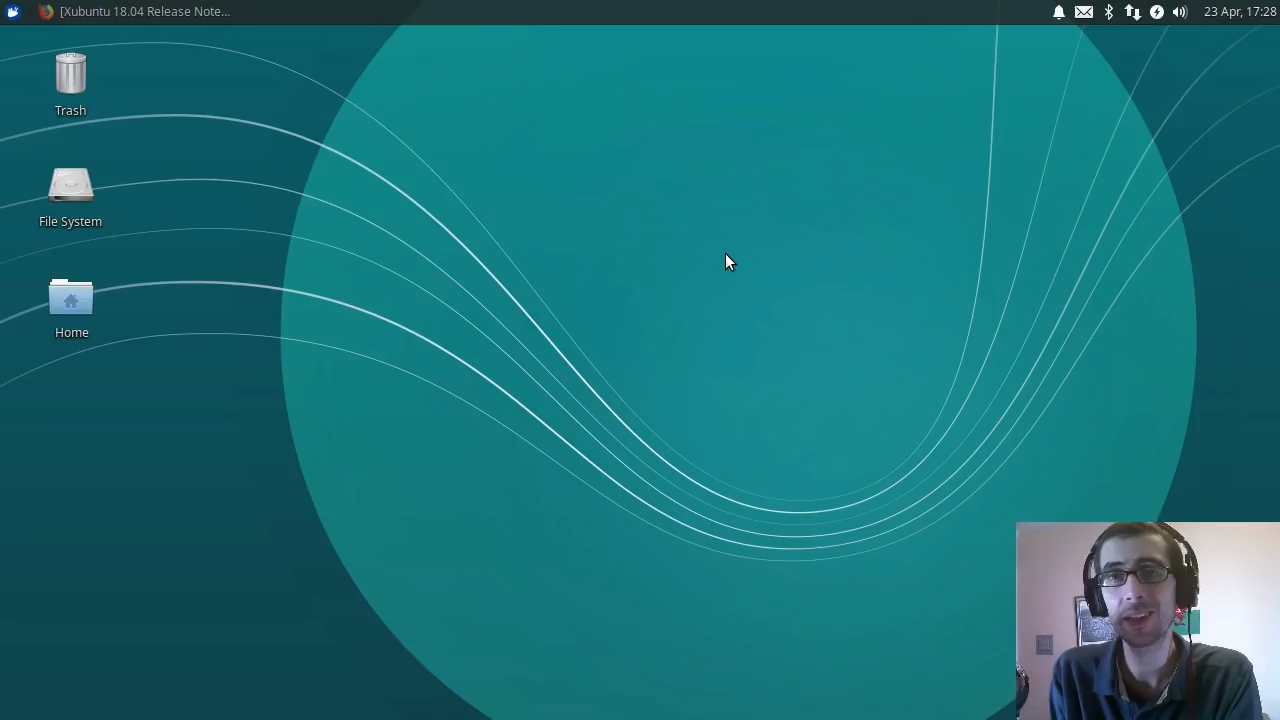 [Xubuntu 18.04 Release Note...
23 Apr, 17:28
Trash
File System
Home